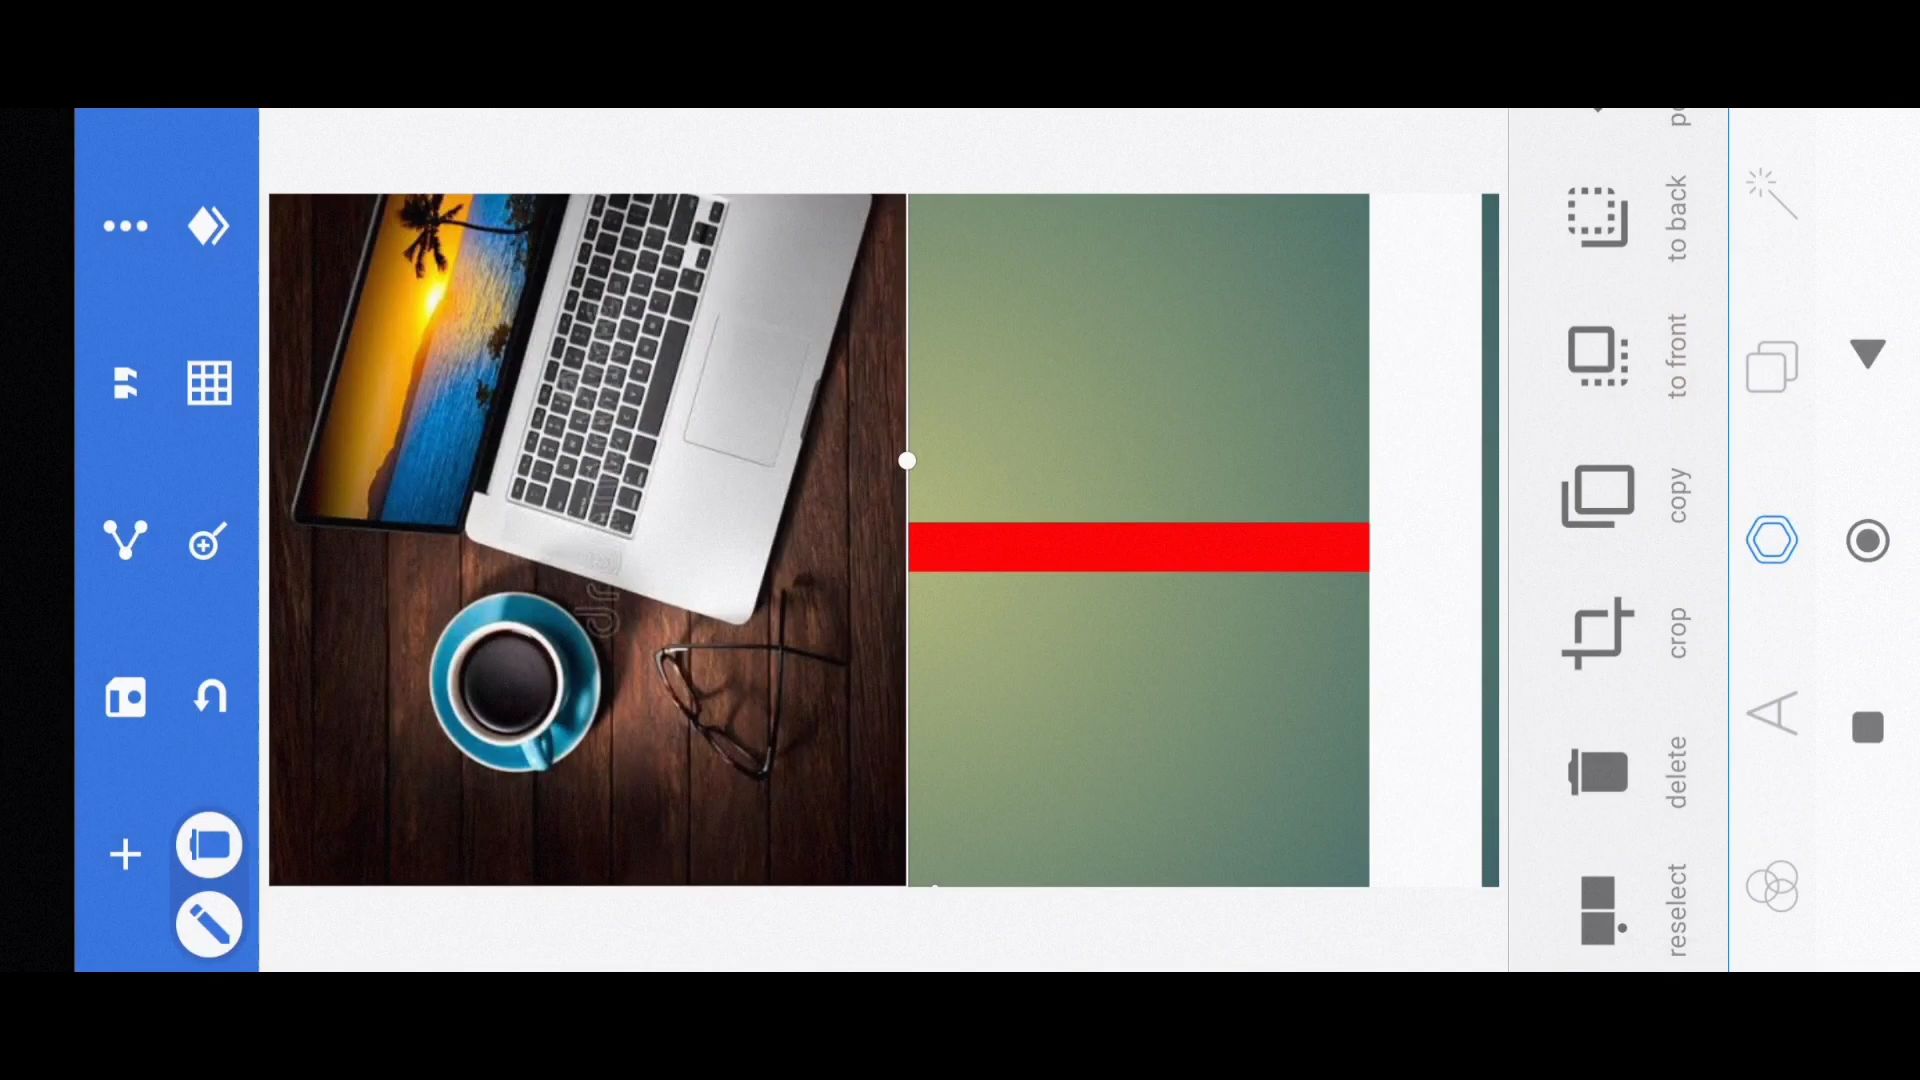 reselect
delete
crop
copy
to front
to back